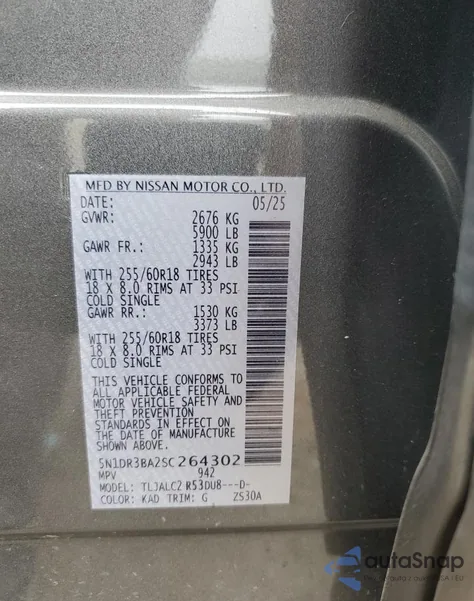 MFD BY NISSAN MOTOR CO., LTD.
DATE: 05/25
GVWR: 2676 KG
5900 LB
GAWR FR.: 1335 KG
2943 LB
WITH 255/60R18 TIRES
18 X 8.0 RIMS AT 33 PSI
COLD SINGLE
GAWR RR.: 1530 KG
3373 LB
WITH 255/60R18 TIRES
18 X 8.0 RIMS AT 33 PSI
COLD SINGLE
THIS VEHICLE CONFORMS TO
ALL APPLICABLE FEDERAL
MOTOR VEHICLE SAFETY AND
THEFT PREVENTION
STANDARDS IN EFFECT ON
THE DATE OF MANUFACTURE
SHOWN ABOVE.
5N1DR3BA2SC264302
MPV 942
MODEL: TLJALC2 R53DU8---D-
COLOR: KAD TRIM: G ZS30A
autoSnap